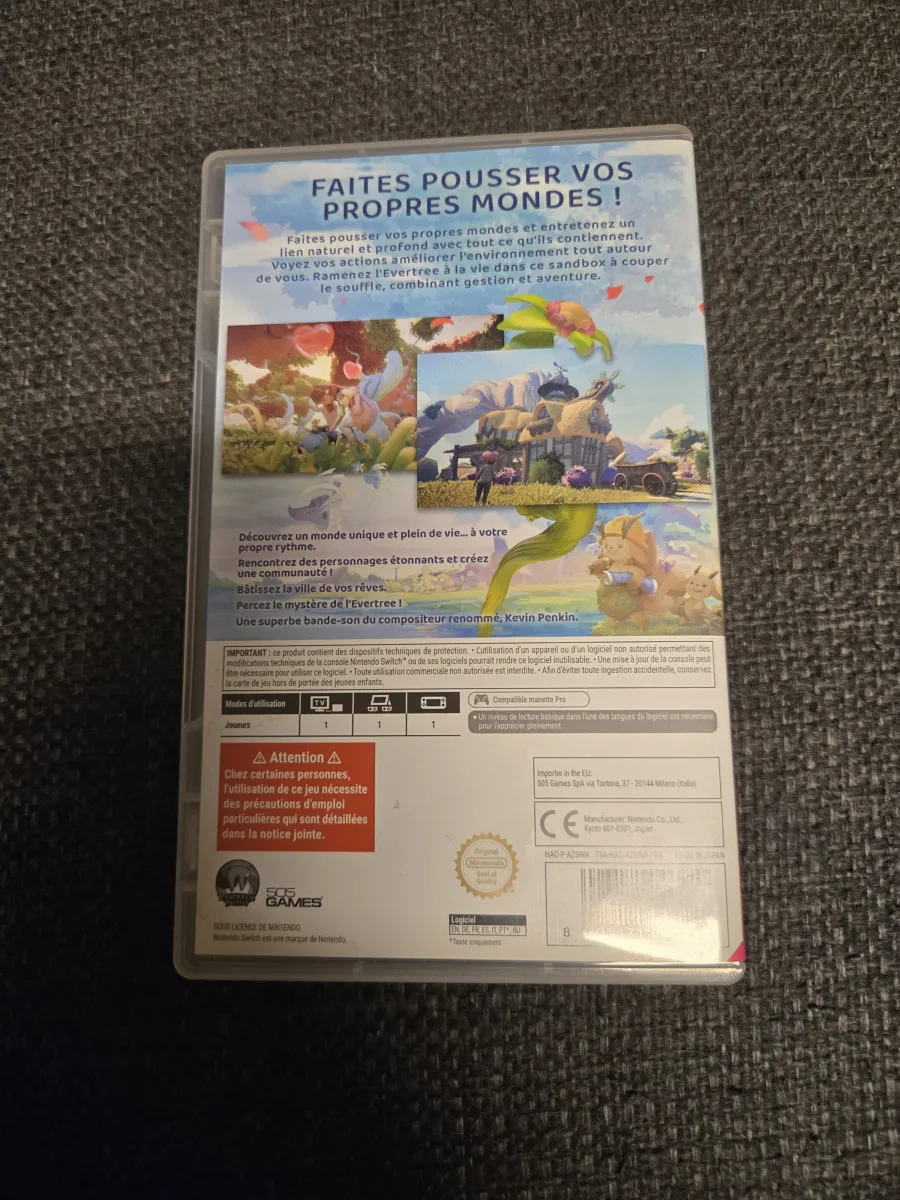 FAITES POUSSER VOS
PROPRES MONDES !
Faites pousser vos propres mondes et entretenez un
lien naturel et profond avec tout ce qu'ils contiennent.
Voyez vos actions améliorer l'environnement tout autour
de vous. Ramenez l'Evertree à la vie dans ce sandbox à couper
le souffle, combinant gestion et aventure.
Découvrez un monde unique et plein de vie... à votre
propre rythme.
Rencontrez des personnages étonnants et créez
une communauté !
Bâtissez la ville de vos rêves.
Percez le mystère de l'Evertree !
Une superbe bande-son du compositeur renommé, Kevin Penkin.
IMPORTANT : ce produit contient des dispositifs techniques de protection. • L'utilisation d'un appareil ou d'un logiciel non autorisé permettant des
modifications techniques de la console Nintendo Switch™ ou de ses logiciels pourrait rendre ce logiciel inutilisable. • Une mise à jour de la console peut
être nécessaire pour utiliser ce logiciel. • Toute utilisation commerciale non autorisée est interdite. • Afin d'éviter toute ingestion accidentelle, conservez
la carte de jeu hors de portée des jeunes enfants.
Modes d'utilisation TV
Joueurs 1 1 1
Compatible manette Pro
• Un niveau de lecture basique dans l'une des langues du logiciel est nécessaire
pour l'apprécier pleinement.
Attention
Chez certaines personnes,
l'utilisation de ce jeu nécessite
des précautions d'emploi
particulières qui sont détaillées
dans la notice jointe.
Importer in the EU:
505 Games SpA via Tortona, 37 - 20144 Milano (Italia)
CE Manufacturer: Nintendo Co., Ltd.,
Kyoto 601-8501, Japan
HAC-P-AZSWA MADE IN JAPAN
Original
Nintendo
Seal of
Quality
505
GAMES
SOUS LICENCE DE NINTENDO.
Nintendo Switch est une marque de Nintendo.
Logiciel
EN, DE, FR, ES, IT, PT*, RU
*Texte uniquement
8